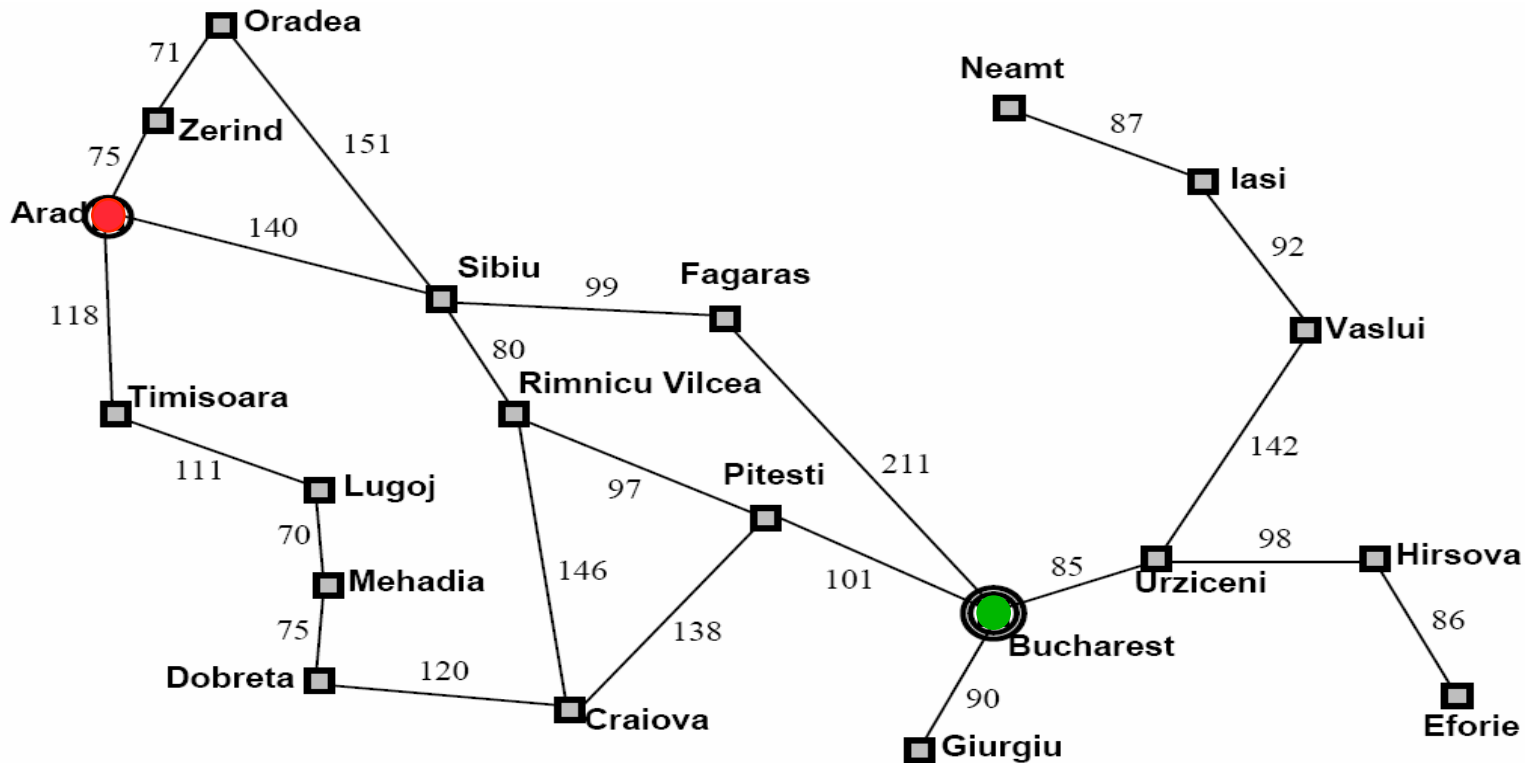 Oradea
71
Neamt
87
Zerind
151
75
Iasi
Arad
140
92
Sibiu
Fagaras
99
118
Vaslui
80
Rimnicu Vilcea
Timisoara
142
211
111
Pitesti
Lugoj
97
70
98
Hirsova
146
101
85
Urziceni
Mehadia
86
75
138
Bucharest
Dobreta
120
90
Craiova
Eforie
Giurgiu